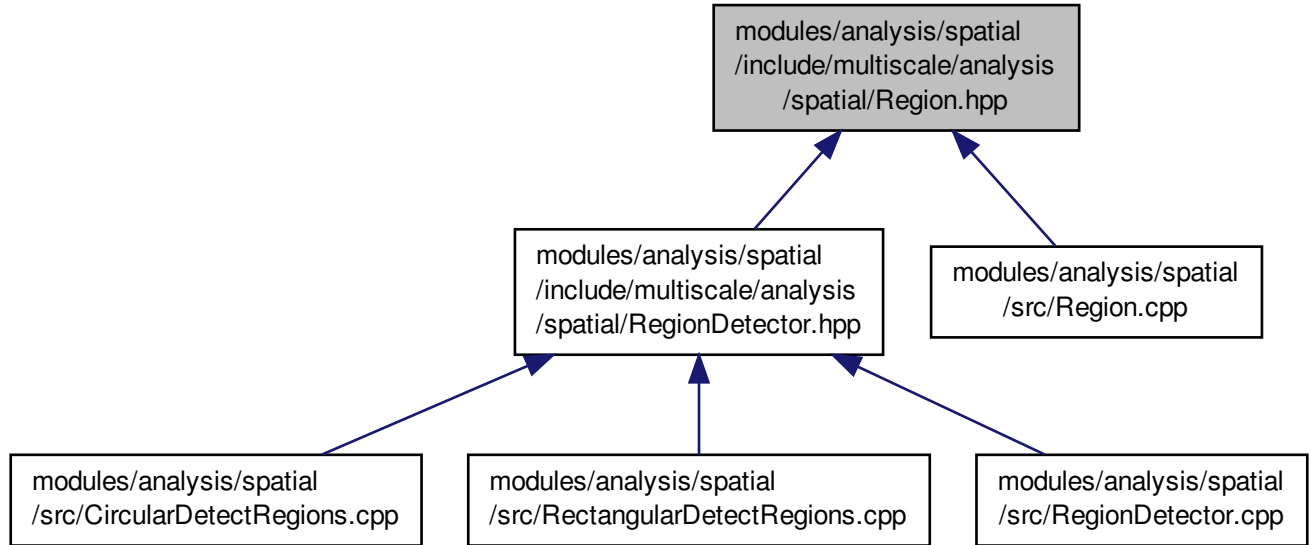 modules/analysis/spatial
/include/multiscale/analysis
/spatial/Region.hpp
modules/analysis/spatial
/include/multiscale/analysis
/spatial/RegionDetector.hpp
modules/analysis/spatial
/src/Region.cpp
modules/analysis/spatial
/src/CircularDetectRegions.cpp
modules/analysis/spatial
/src/RectangularDetectRegions.cpp
modules/analysis/spatial
/src/RegionDetector.cpp